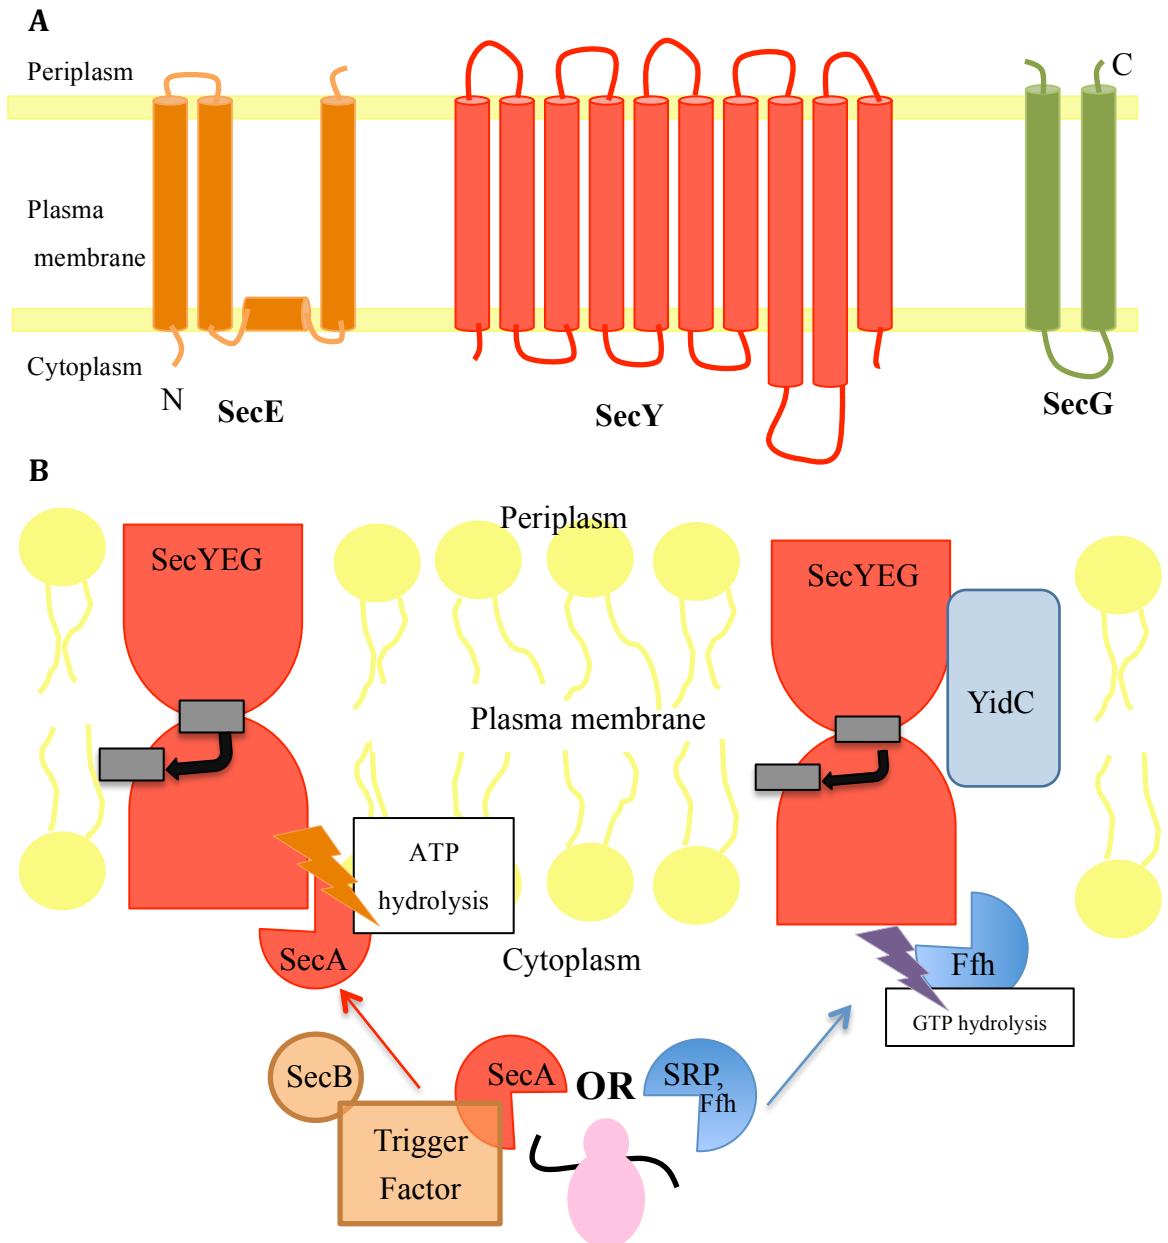 A
Periplasm
C
Plasma
membrane
Cytoplasm
N
SecE
SecY
SecG
B
Periplasm
SecYEG
SecYEG
YidC
Plasma membrane
ATP
hydrolysis
SecA
Cytoplasm
Ffh
GTP hydrolysis
SecB
SecA
OR
SRP,
Ffh
Trigger
Factor